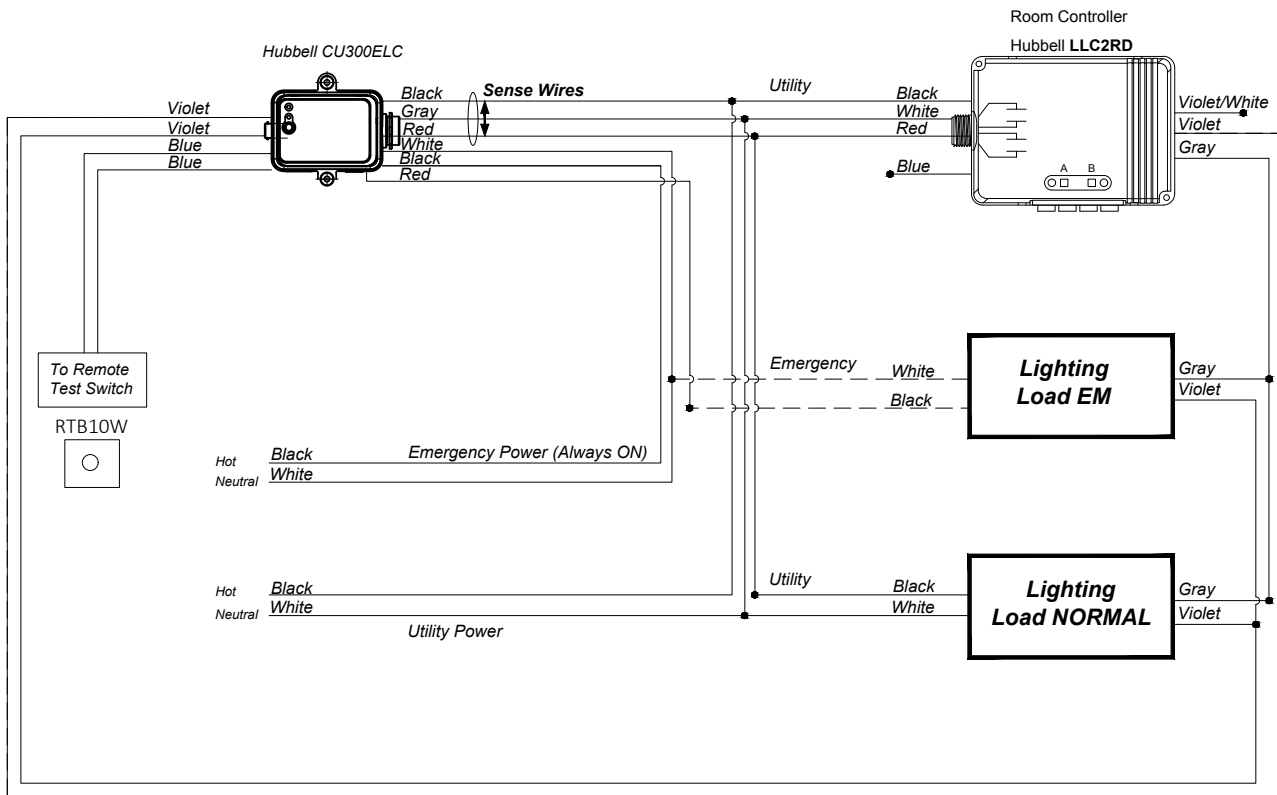 Room Controller
Hubbell LLC2RD
Hubbell CU300ELC
Violet
Violet
Blue
Blue
Black
Gray
Red
White
Black
Red
Sense Wires
Utility
Black
White
Red
Blue
A B
Violet/White
Violet
Gray
To Remote
Test Switch
RTB10W
Emergency
White
Black
Lighting
Load EM
Gray
Violet
Hot Black Emergency Power (Always ON)
Neutral White
Hot Black
Neutral White
Utility Power
Utility
Black
White
Lighting
Load NORMAL
Gray
Violet